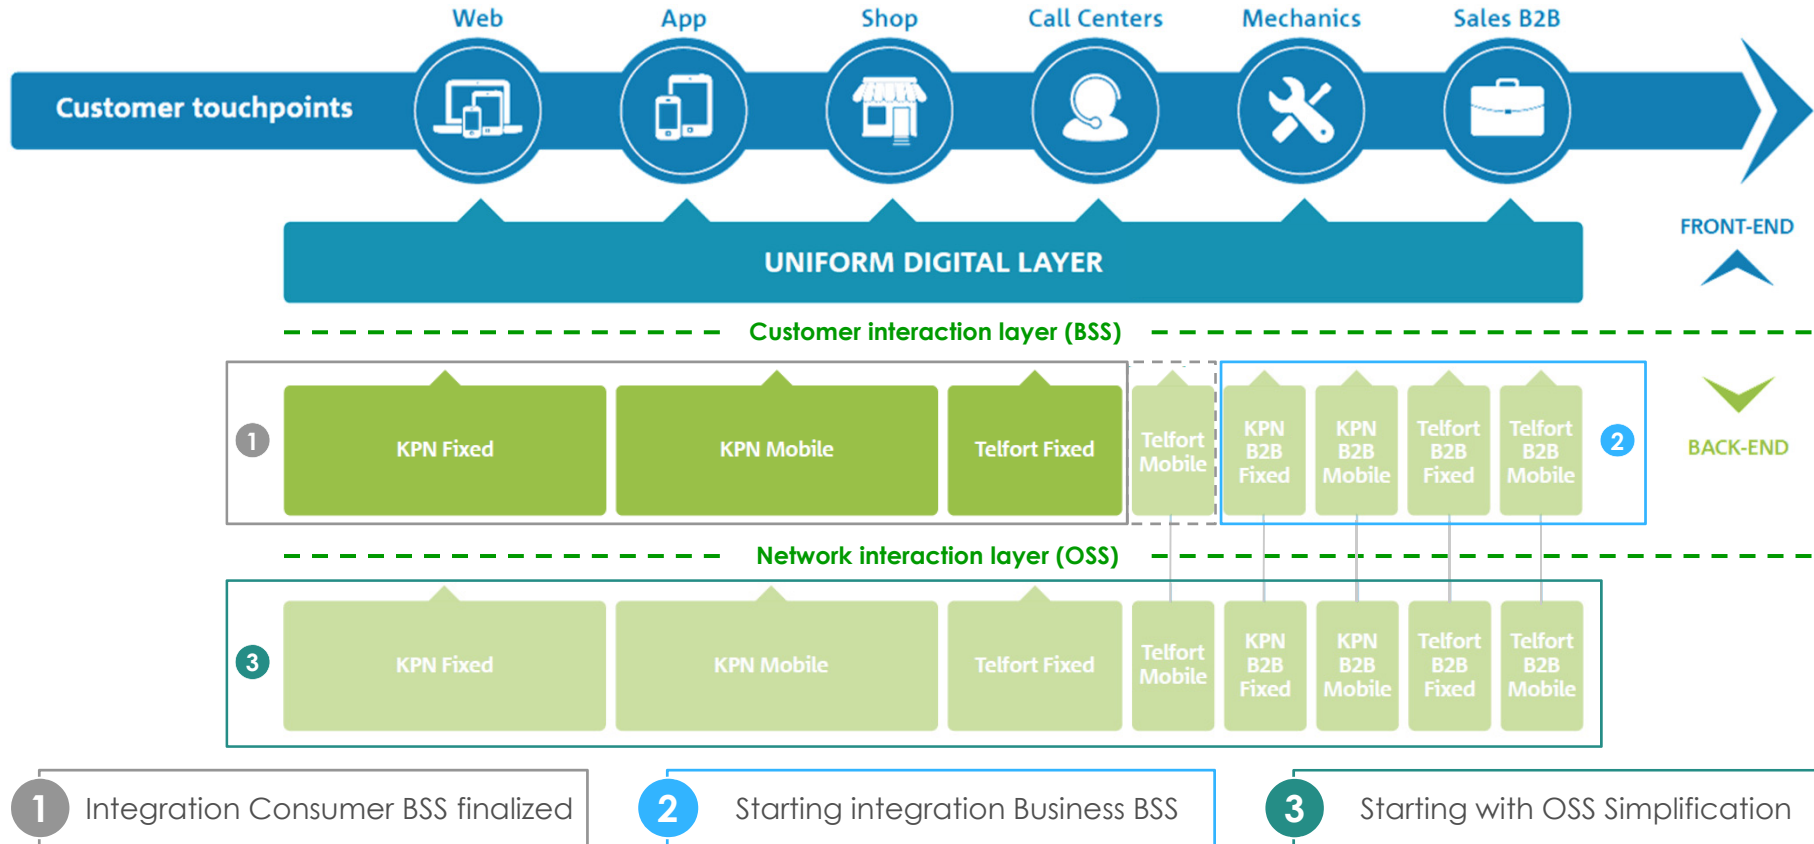 Web
App
Shop
Call Centers
Mechanics
Sales B2B
Customer touchpoints
UNIFORM DIGITAL LAYER
FRONT-END
Customer interaction layer (BSS)
1
KPN Fixed
KPN Mobile
Telfort Fixed
Telfort
Mobile
KPN
B2B
Fixed
KPN
B2B
Mobile
Telfort
B2B
Fixed
Telfort
B2B
Mobile
2
BACK-END
Network interaction layer (OSS)
3
KPN Fixed
KPN Mobile
Telfort Fixed
Telfort
Mobile
KPN
B2B
Fixed
KPN
B2B
Mobile
Telfort
B2B
Fixed
Telfort
B2B
Mobile
1 Integration Consumer BSS finalized
2 Starting integration Business BSS
3 Starting with OSS Simplification